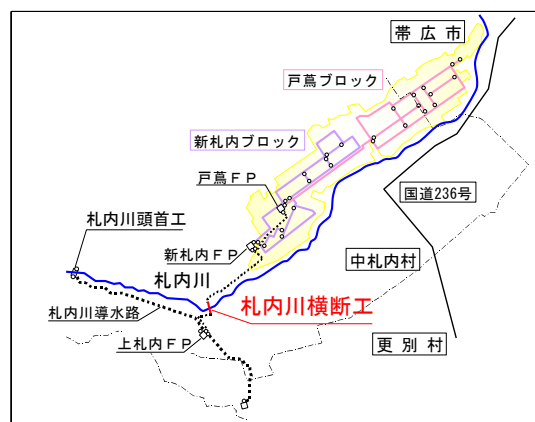 帯広市
戸蔦ブロック
新札内ブロック
戸蔦ＦＰ
国道236号
札内川頭首工
新札内ＦＰ
中札内村
札内川
札内川横断工
札内川導水路
上札内ＦＰ
更別村